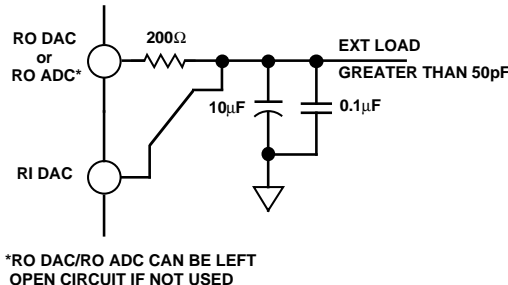 RO DAC
or
RO ADC*
200Ω
EXT LOAD
GREATER THAN 50pF
10μF
0.1μF
RI DAC
*RO DAC/RO ADC CAN BE LEFT
OPEN CIRCUIT IF NOT USED